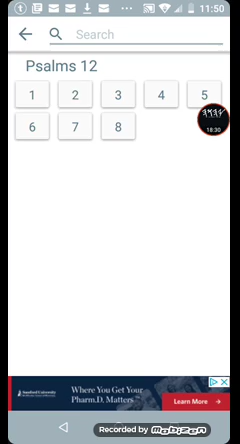 11:50
Search
Psalms 12
1 2 3 4 5
6 7 8
18:30
Where You Get Your
Pharm.D. Matters
Learn More
Recorded by Mobizen